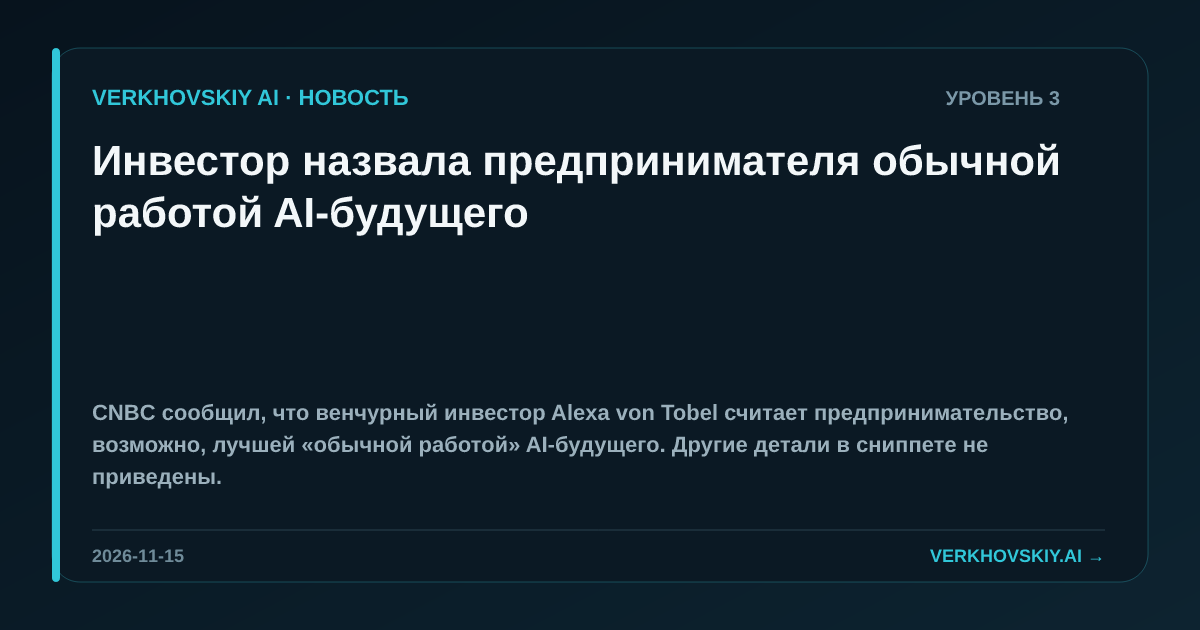 VERKHOVSKIY AI · НОВОСТЬ
УРОВЕНЬ 3
Инвестор назвала предпринимателя обычной
работой AI-будущего
CNBC сообщил, что венчурный инвестор Alexa von Tobel считает предпринимательство,
возможно, лучшей «обычной работой» AI-будущего. Другие детали в сниппете не
приведены.
2026-11-15
VERKHOVSKIY.AI →